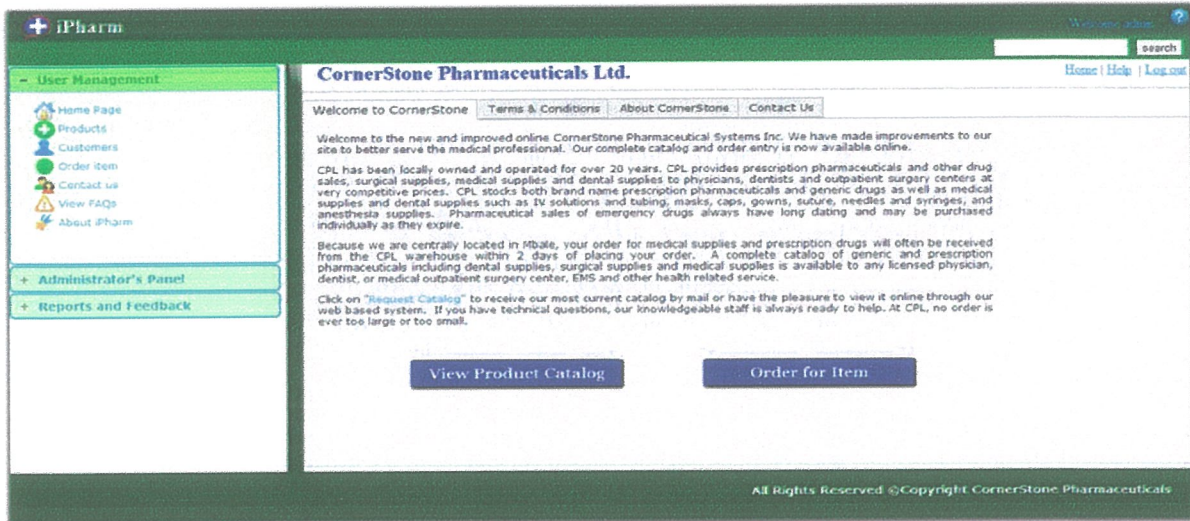 iPharm
Welcome admin
search
− User Management
Home Page
Products
Customers
Order item
Contact us
View FAQs
About iPharm
+ Administrator's Panel
+ Reports and Feedback
CornerStone Pharmaceuticals Ltd.
Home | Help | Log out
Welcome to CornerStone
Terms & Conditions
About CornerStone
Contact Us
Welcome to the new and improved online CornerStone Pharmaceutical Systems Inc. We have made improvements to our
site to better serve the medical professional. Our complete catalog and order entry is now available online.
CPL has been locally owned and operated for over 20 years. CPL provides prescription pharmaceuticals and other drug
sales, surgical supplies, medical supplies and dental supplies to physicians, dentists and outpatient surgery centers at
very competitive prices. CPL stocks both brand name prescription pharmaceuticals and generic drugs as well as medical
supplies and dental supplies such as IV solutions and tubing, masks, caps, gowns, suture, needles and syringes, and
anesthesia supplies. Pharmaceutical sales of emergency drugs always have long dating and may be purchased
individually as they expire.
Because we are centrally located in Mbale, your order for medical supplies and prescription drugs will often be received
from the CPL warehouse within 2 days of placing your order. A complete catalog of generic and prescription
pharmaceuticals including dental supplies, surgical supplies and medical supplies is available to any licensed physician,
dentist, or medical outpatient surgery center, EMS and other health related service.
Click on "Request Catalog" to receive our most current catalog by mail or have the pleasure to view it online through our
web based system. If you have technical questions, our knowledgeable staff is always ready to help. At CPL, no order is
ever too large or too small.
View Product Catalog
Order for Item
All Rights Reserved ©Copyright CornerStone Pharmaceuticals